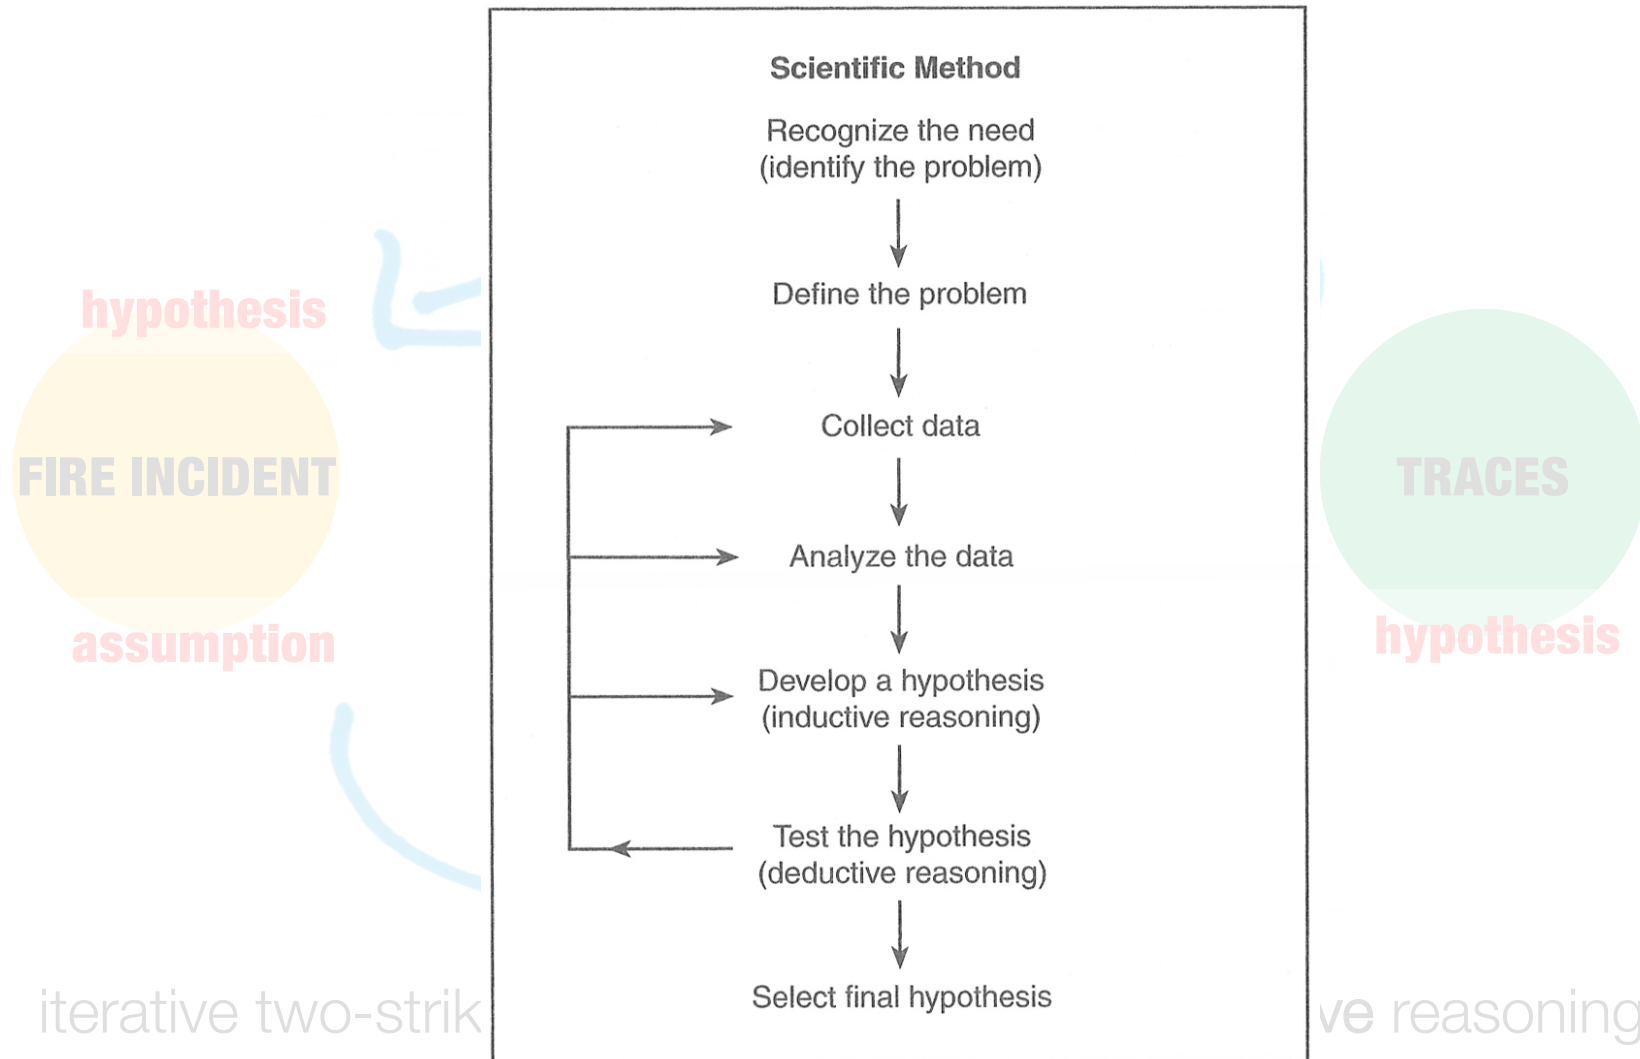 Scientific Method
Recognize the need
(identify the problem)
Define the problem
hypothesis
Collect data
FIRE INCIDENT
TRACES
Analyze the data
assumption
hypothesis
Develop a hypothesis
(inductive reasoning)
Test the hypothesis
(deductive reasoning)
Select final hypothesis
iterative two-strik
ve reasoning